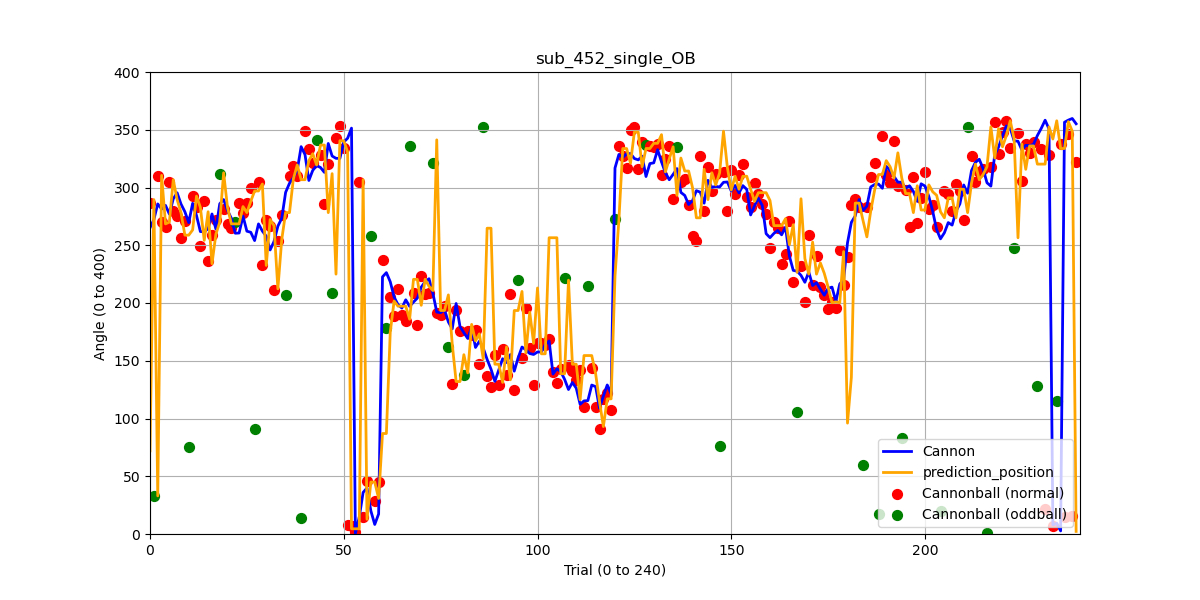 sub_452_single_OB
400
350
300
250
200
150
100
50
0
Angle (0 to 400)
0 50 100 150 200
Trial (0 to 240)
Cannon
prediction_position
Cannonball (normal)
Cannonball (oddball)